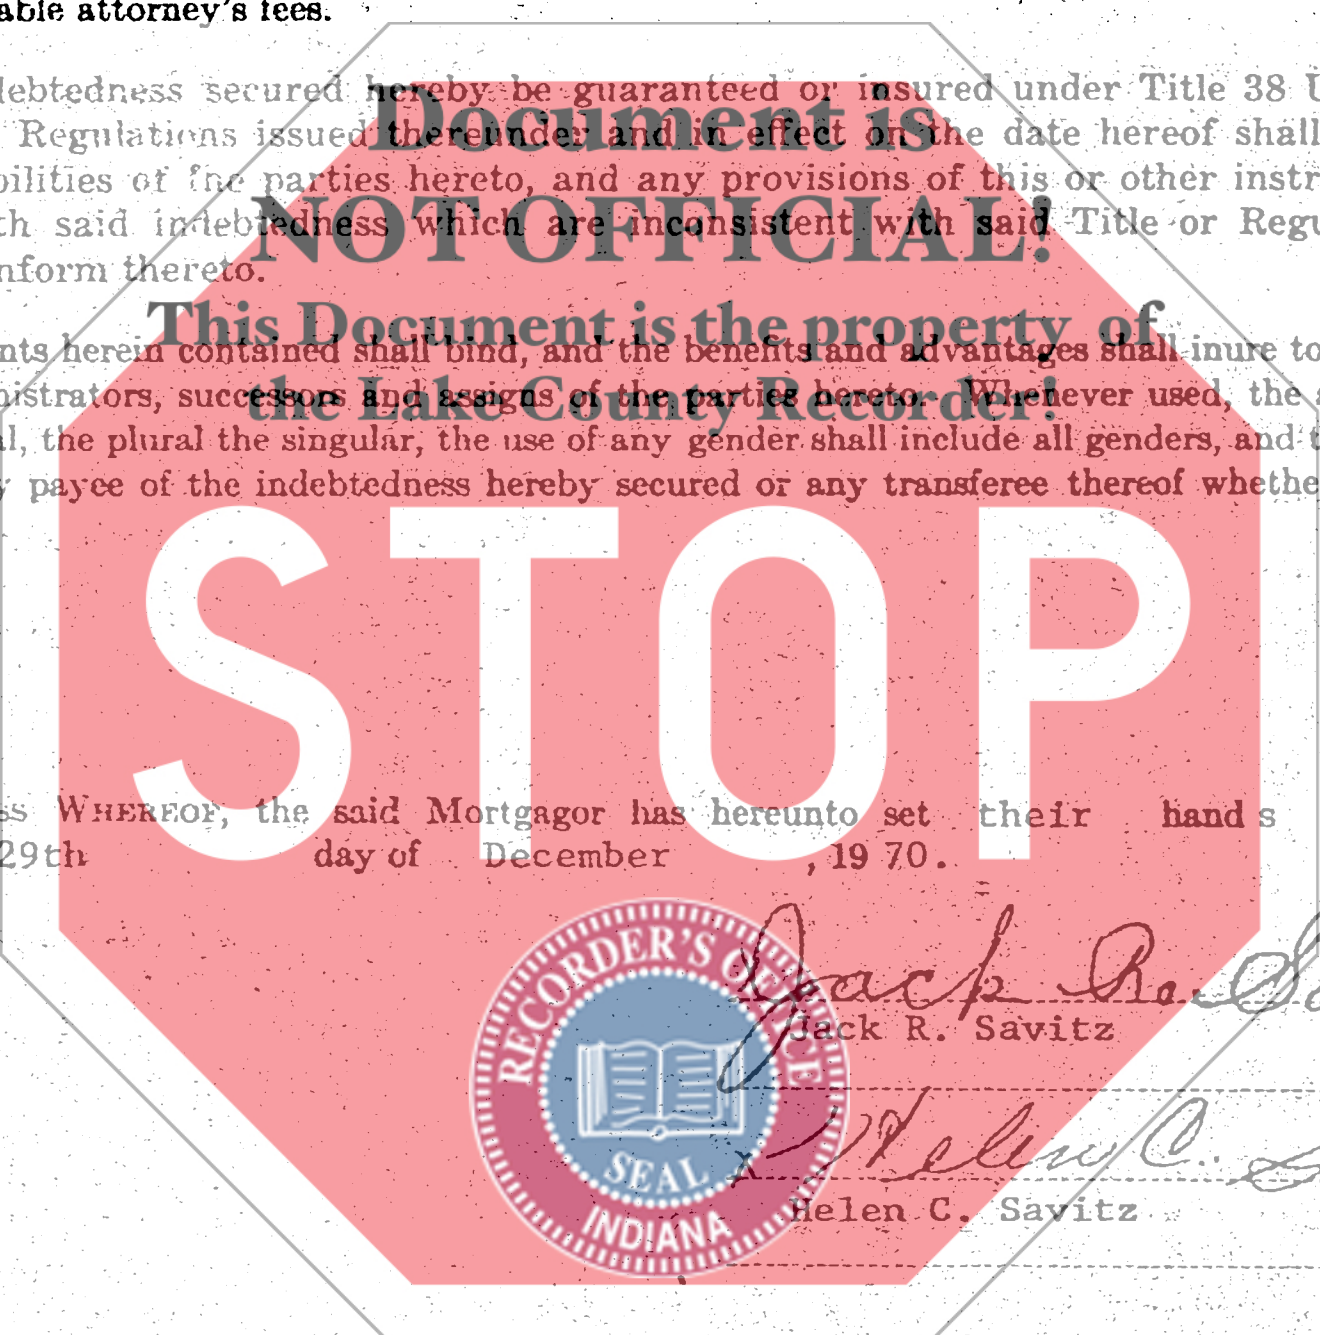 able attorney's fees.
lebtedness secured hereby be guaranteed or insured under Title 38 U
Document is
Regulations issued thereunder and in effect on the date hereof shall
bilities of the parties hereto, and any provisions of this or other instr
NOT OFFICIAL!
th said indebtedness which are inconsistent with said Title or Regu
nform thereto.
This Document is the property of
nts herein contained shall bind, and the benefits and advantages shall inure to
the Lake County Recorder!
nistrators, successors and assigns of the parties hereto. Whenever used, the
al, the plural the singular, the use of any gender shall include all genders, and t
y payee of the indebtedness hereby secured or any transferee thereof whethe
STOP
ss WHEREOF, the said Mortgagor has hereunto set their hands
29th day of December , 1970.
RECORDER'S OFFICE
Jack R. S
Jack R. Savitz
SEAL
Helen C. S
INDIANA
Helen C. Savitz